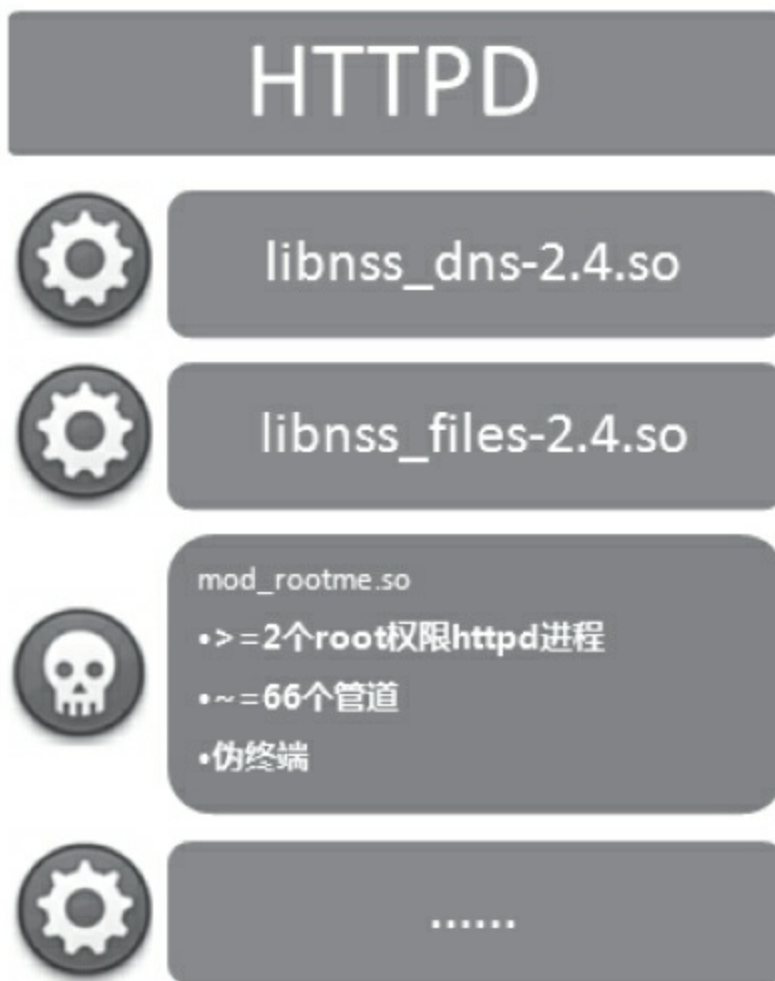 HTTPD
libnss_dns-2.4.so
libnss_files-2.4.so
mod_rootme.so
•>=2个root权限httpd进程
•~=66个管道
•伪终端
......